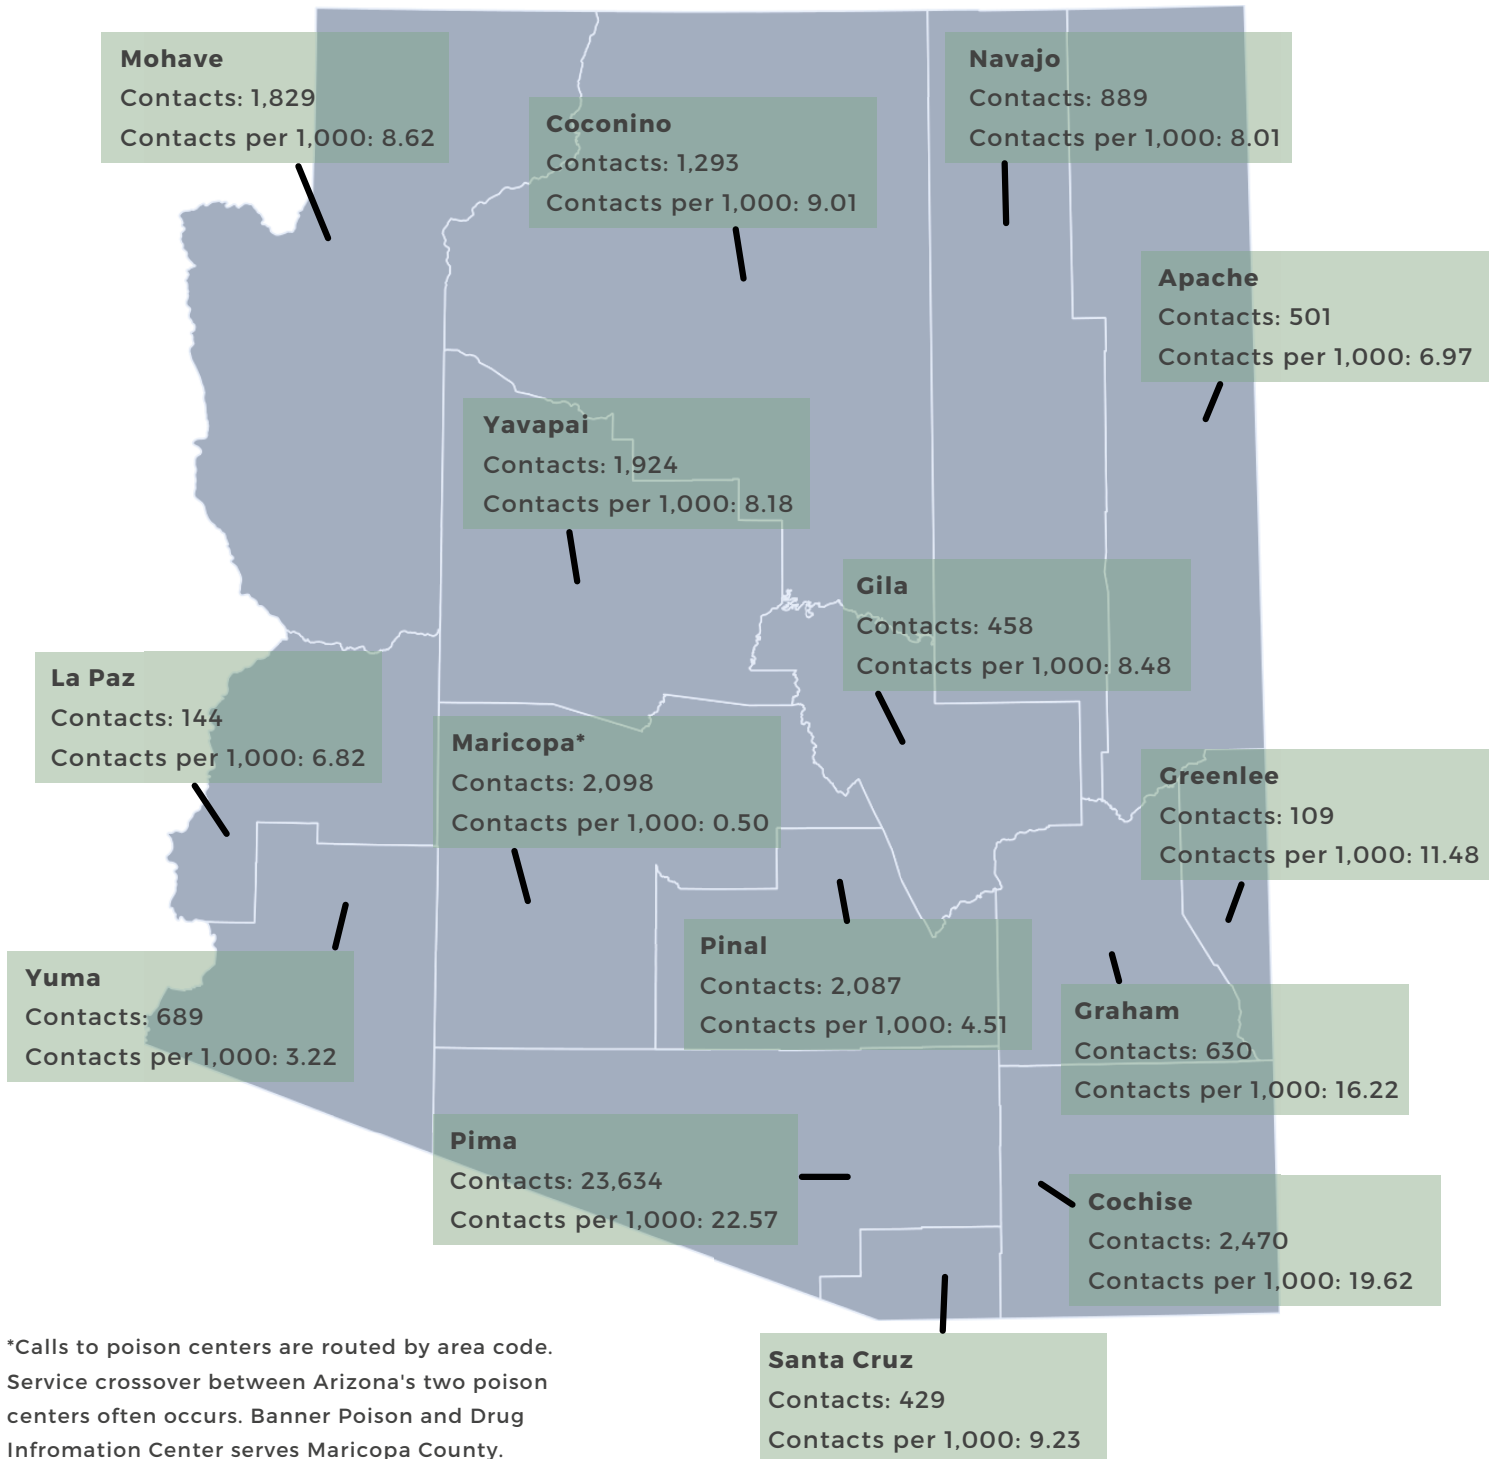 Mohave
Contacts: 1,829
Contacts per 1,000: 8.62
Navajo
Contacts: 889
Contacts per 1,000: 8.01
Coconino
Contacts: 1,293
Contacts per 1,000: 9.01
Apache
Contacts: 501
Contacts per 1,000: 6.97
Yavapai
Contacts: 1,924
Contacts per 1,000: 8.18
Gila
Contacts: 458
Contacts per 1,000: 8.48
La Paz
Contacts: 144
Contacts per 1,000: 6.82
Maricopa*
Contacts: 2,098
Contacts per 1,000: 0.50
Greenlee
Contacts: 109
Contacts per 1,000: 11.48
Pinal
Contacts: 2,087
Contacts per 1,000: 4.51
Yuma
Contacts: 689
Contacts per 1,000: 3.22
Graham
Contacts: 630
Contacts per 1,000: 16.22
Pima
Contacts: 23,634
Contacts per 1,000: 22.57
Cochise
Contacts: 2,470
Contacts per 1,000: 19.62
Santa Cruz
Contacts: 429
Contacts per 1,000: 9.23
*Calls to poison centers are routed by area code.
Service crossover between Arizona's two poison
centers often occurs. Banner Poison and Drug
Infromation Center serves Maricopa County.